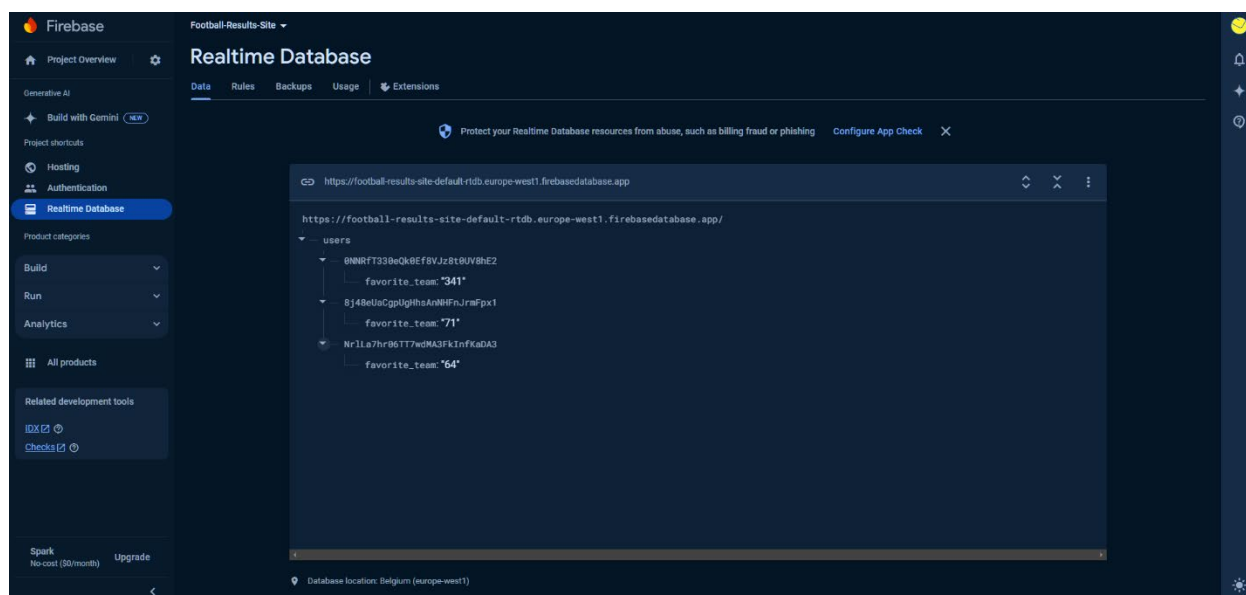 Firebase
Football-Results-Site
Project Overview
Realtime Database
Data Rules Backups Usage Extensions
Generative AI
Build with Gemini NEW
Project shortcuts
Hosting
Authentication
Realtime Database
Product categories
Build
Run
Analytics
All products
Related development tools
IDX
Checks
Spark
No-cost ($0/month)
Upgrade
Protect your Realtime Database resources from abuse, such as billing fraud or phishing Configure App Check
https://football-results-site-default-rtdb.europe-west1.firebasedatabase.app
https://football-results-site-default-rtdb.europe-west1.firebasedatabase.app/
users
favorite_team: "341"
favorite_team: "71"
favorite_team: "64"
Database location: Belgium (europe-west1)